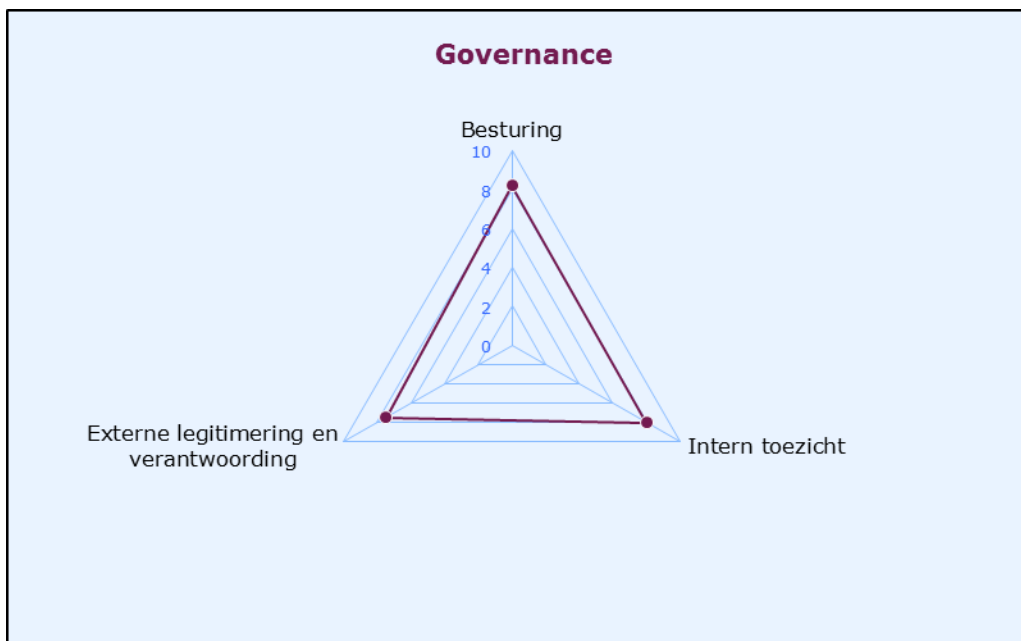 Governance
Besturing
10
8
6
4
2
0
Externe legitimering en
verantwoording
Intern toezicht